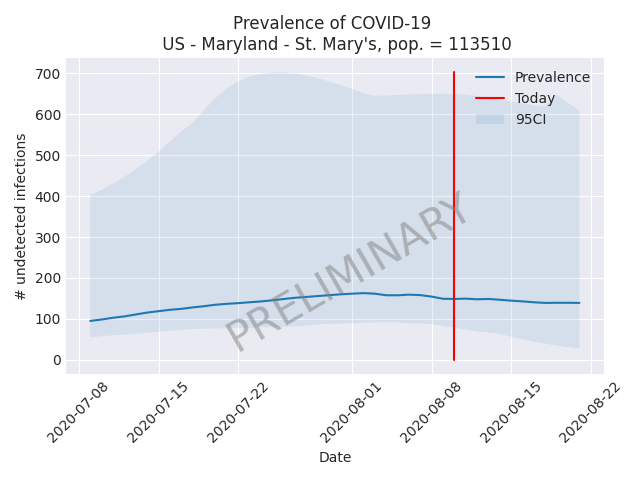 Prevalence of COVID-19
US - Maryland - St. Mary's, pop. = 113510
700
600
500
400
300
200
100
0
# undetected infections
Prevalence
Today
95CI
PRELIMINARY
2020-07-08
2020-07-15
2020-07-22
2020-08-01
2020-08-08
2020-08-15
2020-08-22
Date